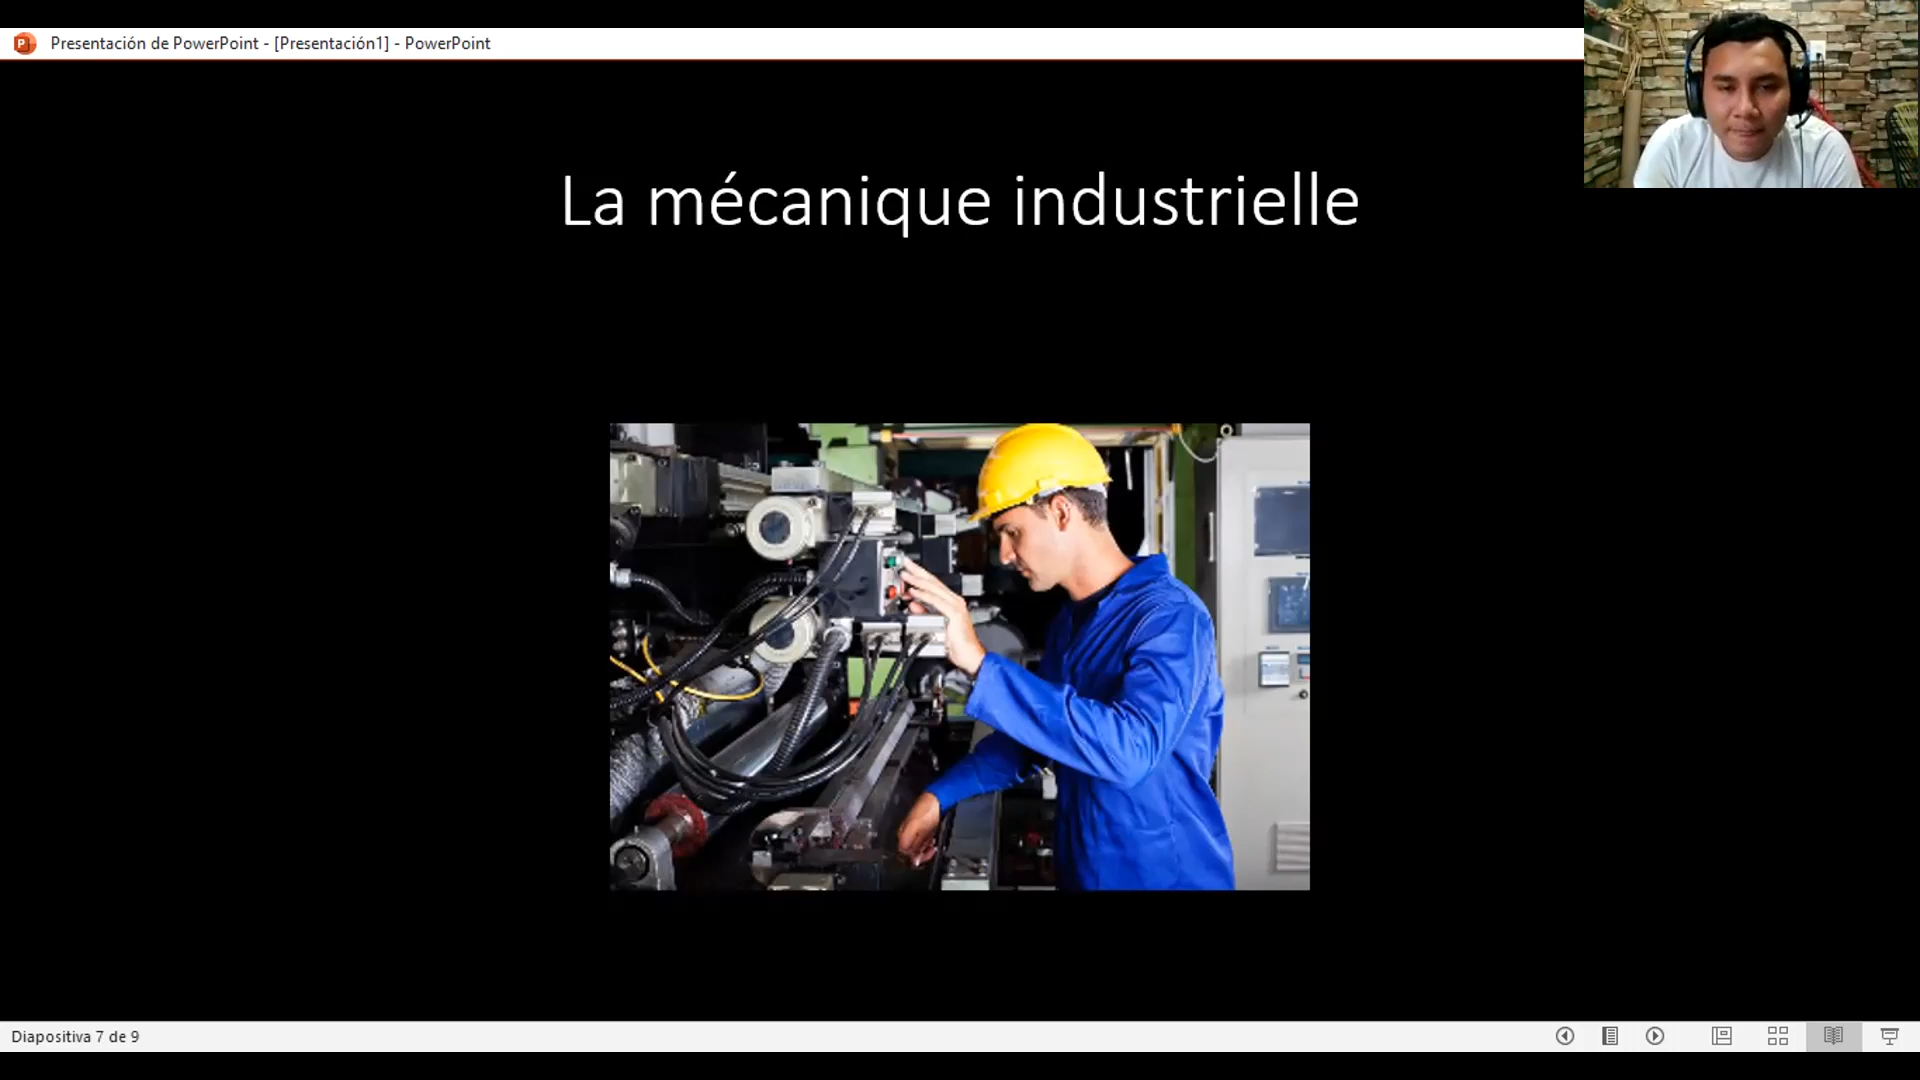 Presentación de PowerPoint - [Presentación1] - PowerPoint
La mécanique industrielle
Diapositiva 7 de 9